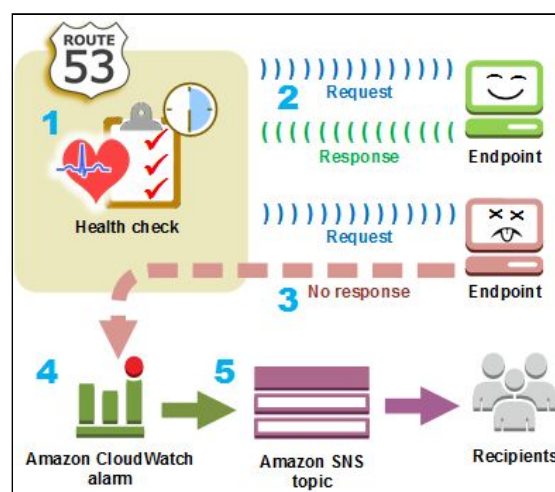 ROUTE
53
1
Health check
2
Request
Response
Endpoint
Request
3
No response
Endpoint
4
5
Amazon CloudWatch
alarm
Amazon SNS
topic
Recipients